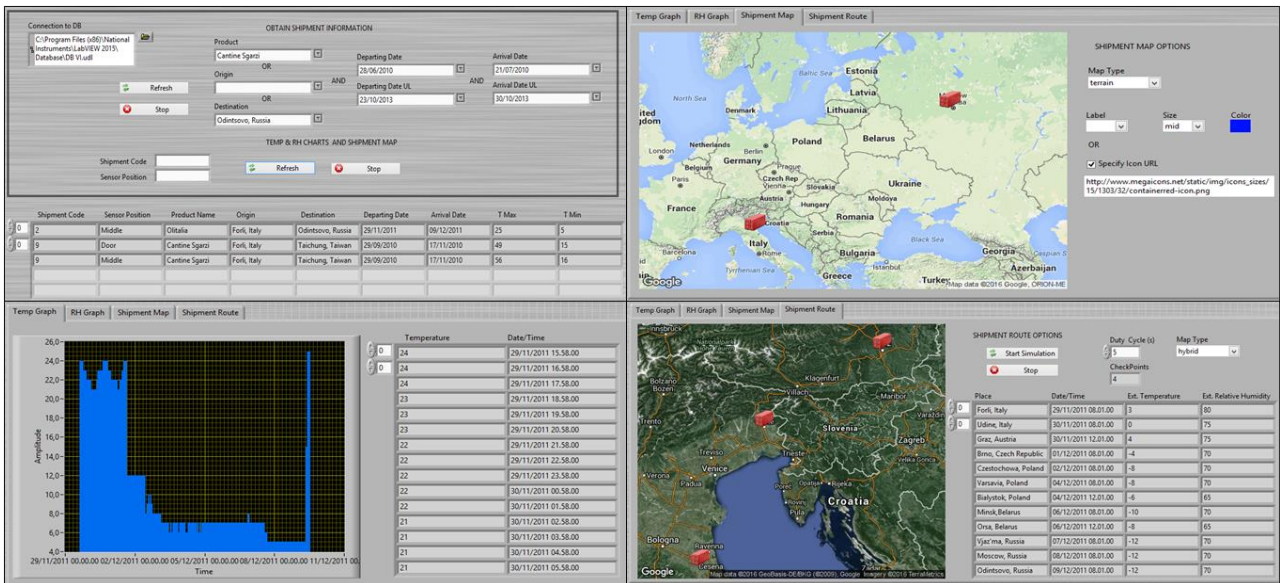 Connection to DB
OBTAIN SHIPMENT INFORMATION
C:\Program Files (x86)\National
Instruments\LabVIEW 2015\
Database\DB VI.udl
Product
Cantine Sgarzi
OR
Origin
OR
Destination
Odintsovo, Russia
AND
Departing Date
28/06/2010
Departing Date UL
23/10/2013
AND
Arrival Date
21/07/2010
Arrival Date UL
30/10/2013
Refresh
Stop
TEMP & RH CHARTS AND SHIPMENT MAP
Shipment Code
Sensor Position
Refresh
Stop
Shipment Code Sensor Position Product Name Origin Destination Departing Date Arrival Date T Max T Min
0 2 Middle Olitalia Forlì, Italy Odintsovo, Russia 29/11/2011 09/12/2011 25 5
0 9 Door Cantine Sgarzi Forlì, Italy Taichung, Taiwan 29/09/2010 17/11/2010 49 15
9 Middle Cantine Sgarzi Forlì, Italy Taichung, Taiwan 29/09/2010 17/11/2010 56 16
Temp Graph RH Graph Shipment Map Shipment Route
Baltic Sea
Estonia
Latvia
North Sea
Denmark
Lithuania
London
Netherlands
Berlin
Poland
Belarus
Belgium
Germany
Paris
Prague
Czech Rep
Vienna
Slovakia
Ukraine
Austria
Hungary
Moldova
France
Croatia
Romania
Serbia
Italy
Barcelona
Rome
Bulgaria
Black Sea
Georgia
Caspian S
Tyrrhenian Sea
Istanbul
Azerbaijan
Greece
Turkey
Google
Map data ©2016 Google, ORION-ME
SHIPMENT MAP OPTIONS
Map Type
terrain
Label Size Color
mid
OR
Specify Icon URL
http://www.megaicons.net/static/img/icons_sizes/
15/1303/32/containerred-icon.png
Temp Graph RH Graph Shipment Map Shipment Route
26,0
24,0
22,0
20,0
18,0
16,0
14,0
12,0
10,0
8,0
6,0
4,0
Amplitude
29/11/2011 00.00.00 02/12/2011 00.00.00 05/12/2011 00.00.00 08/12/2011 00.00.00 11/12/2011 00.
Time
Temperature Date/Time
0 24 29/11/2011 15.58.00
0 24 29/11/2011 16.58.00
24 29/11/2011 17.58.00
23 29/11/2011 18.58.00
23 29/11/2011 19.58.00
23 29/11/2011 20.58.00
22 29/11/2011 21.58.00
22 29/11/2011 22.58.00
22 29/11/2011 23.58.00
22 30/11/2011 00.58.00
22 30/11/2011 01.58.00
21 30/11/2011 02.58.00
21 30/11/2011 03.58.00
21 30/11/2011 04.58.00
21 30/11/2011 05.58.00
Temp Graph RH Graph Shipment Map Shipment Route
Innsbruck
Bolzano
Bozen
Klagenfurt
Villach
Maribor
Trento
Varaždin
Slovenia
Zagreb
Treviso
Trieste
Velika Gorica
Verona
Venice
Padua
Poreč
Opatija
Rijeka
Rovinj
Croatia
Pula
Bologna
Ravenna
Cesena
Zadar
Google
Map data ©2016 GeoBasis-DE/BKG (©2009), Google Imagery ©2016 TerraMetrics
SHIPMENT ROUTE OPTIONS
Start Simulation
Stop
Duty Cycle (s)
5
CheckPoints
4
Map Type
hybrid
Place Date/Time Ext. Temperature Ext. Relative Humidity
0 Forlì, Italy 29/11/2011 08.01.00 3 80
0 Udine, Italy 30/11/2011 08.01.00 0 75
Graz, Austria 30/11/2011 12.01.00 4 75
Brno, Czech Republic 01/12/2011 08.01.00 -4 70
Czestochowa, Poland 02/12/2011 08.01.00 -8 70
Varsavia, Poland 04/12/2011 08.01.00 -8 70
Bialystok, Poland 04/12/2011 12.01.00 -6 65
Minsk,Belarus 06/12/2011 08.01.00 -10 70
Orsa, Belarus 06/12/2011 12.01.00 -8 65
Vjaz'ma, Russia 07/12/2011 08.01.00 -12 70
Moscow, Russia 08/12/2011 08.01.00 -12 70
Odintsovo, Russia 09/12/2011 08.01.00 -12 70